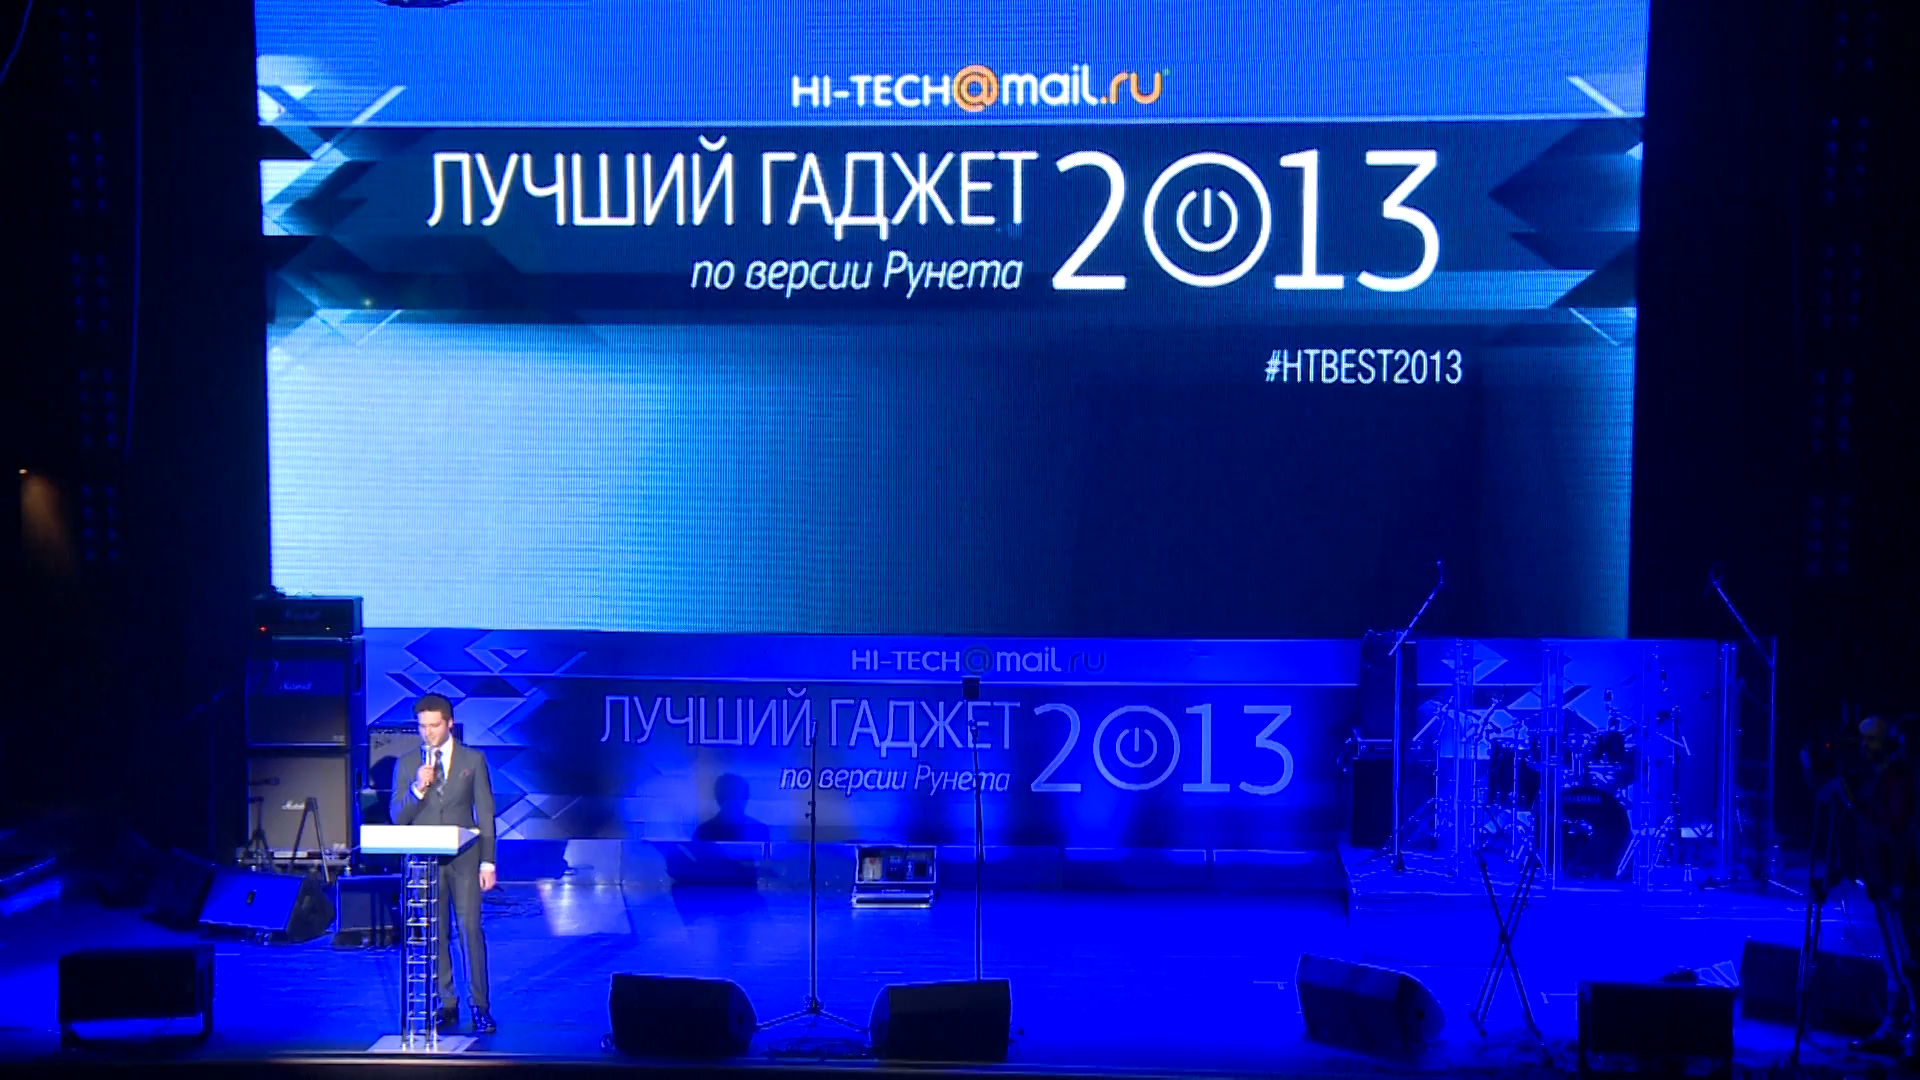 HI-TECH@mail.ru
ЛУЧШИЙ ГАДЖЕТ 2013
по версии Рунета
#HTBEST2013
HI-TECH@mail.ru
ЛУЧШИЙ ГАДЖЕТ 2013
по версии Рунета